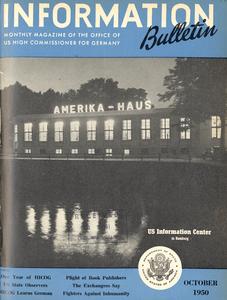 INFORMATION
Bulletin
MONTHLY MAGAZINE OF THE OFFICE OF
US HIGH COMMISSIONER FOR GERMANY
AMERIKA-HAUS
US Information Center
in Hamburg
One Year of HICOG
Plight of Book Publishers
US State Observers
The Exchangees Say
HICOG Learns German
Fighters Against Inhumanity
OCTOBER
1950